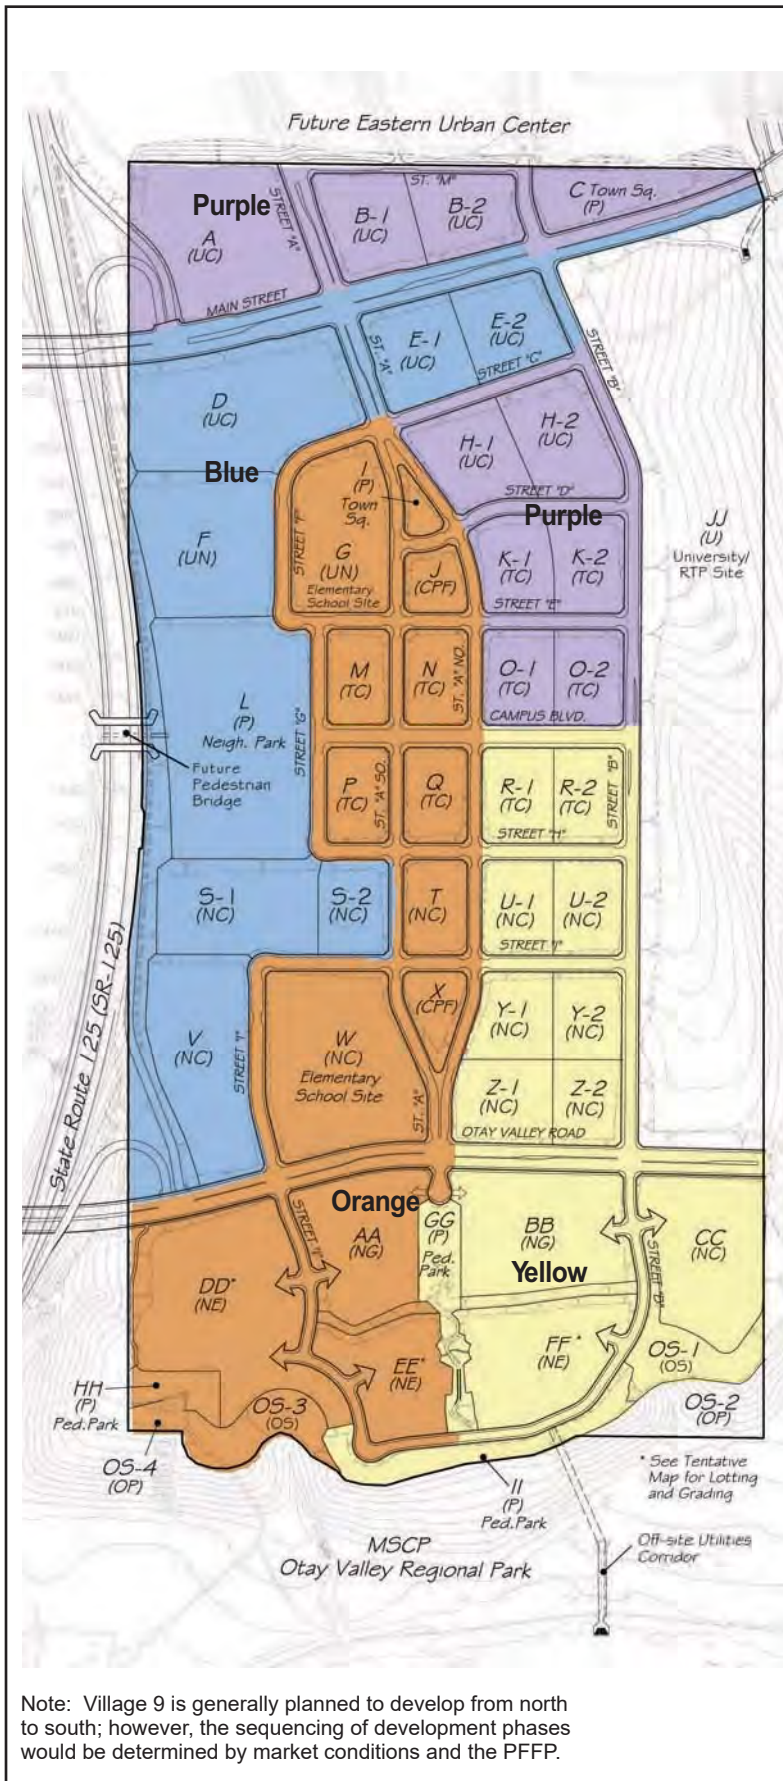 Future Eastern Urban Center
Purple
A
(UC)
STREET "A"
ST. "M"
B-1
(UC)
B-2
(UC)
C Town Sq.
(P)
MAIN STREET
E-1
(UC)
E-2
(UC)
ST. "A"
STREET "C"
STREET "B"
D
(UC)
Blue
H-1
(UC)
H-2
(UC)
STREET "D"
Purple
I
(P)
Town
Sq.
F
(UN)
STREET "F"
G
(UN)
Elementary
School Site
J
(CPF)
K-1
(TC)
K-2
(TC)
STREET "E"
JJ
(U)
University/
RTP Site
M
(TC)
N
(TC)
ST. "A" NO.
O-1
(TC)
O-2
(TC)
CAMPUS BLVD.
L
(P)
Neigh. Park
STREET "G"
Future
Pedestrian
Bridge
P
(TC)
ST. "A" SO.
Q
(TC)
R-1
(TC)
R-2
(TC)
STREET "B"
STREET "H"
S-1
(NC)
S-2
(NC)
T
(NC)
U-1
(NC)
U-2
(NC)
STREET "I"
State Route 125 (SR-125)
V
(NC)
STREET "I"
W
(NC)
Elementary
School Site
X
(CPF)
ST. "A"
Y-1
(NC)
Y-2
(NC)
Z-1
(NC)
Z-2
(NC)
OTAY VALLEY ROAD
Orange
AA
(NG)
GG
(P)
Ped.
Park
BB
(NG)
Yellow
CC
(NC)
DD*
(NE)
EE*
(NE)
FF *
(NE)
OS-1
(OS)
OS-2
(OP)
HH
(P)
Ped.Park
OS-3
(OS)
OS-4
(OP)
II
(P)
Ped.Park
* See Tentative
Map for Lotting
and Grading
MSCP
Otay Valley Regional Park
Off-site Utilities
Corridor
Note: Village 9 is generally planned to develop from north
to south; however, the sequencing of development phases
would be determined by market conditions and the PFFP.